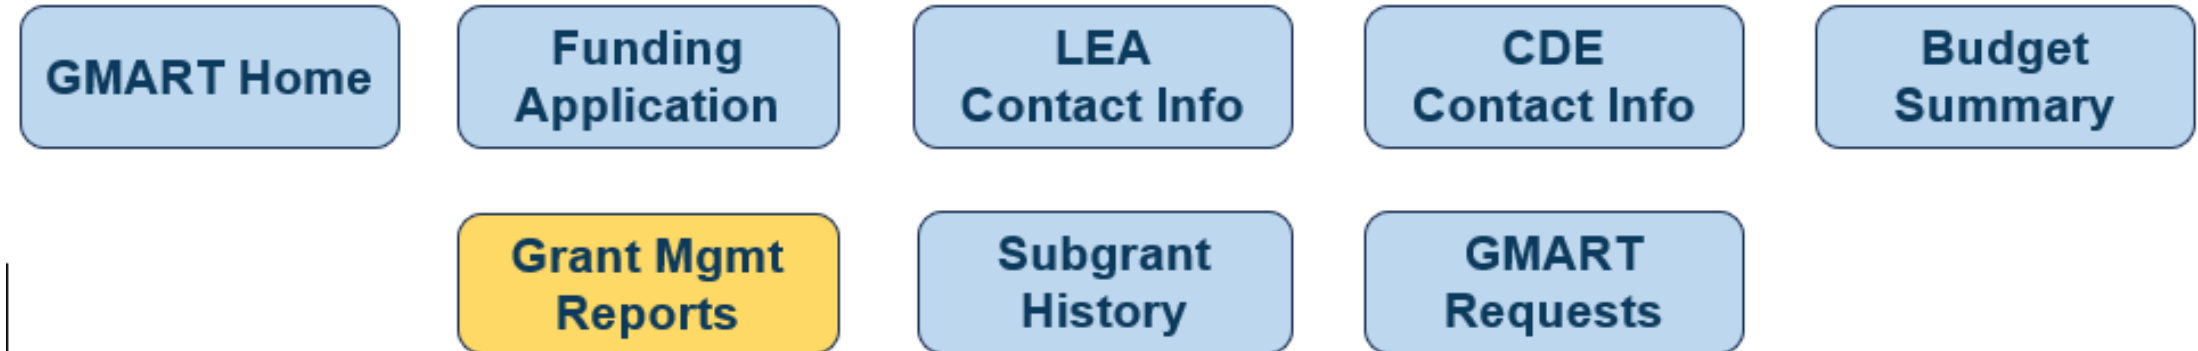 GMART Home
Funding
Application
LEA
Contact Info
CDE
Contact Info
Budget
Summary
Grant Mgmt
Reports
Subgrant
History
GMART
Requests